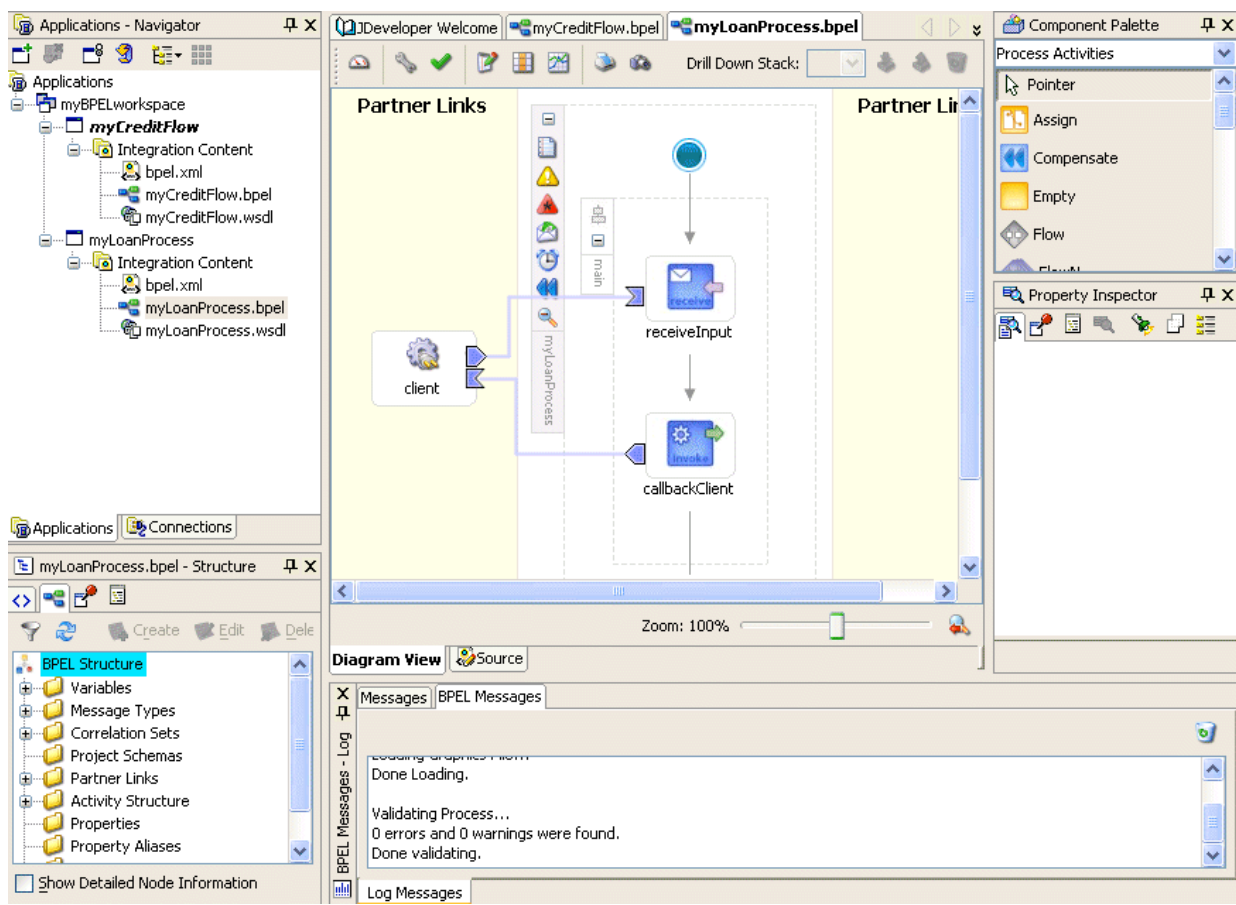 Applications - Navigator
Applications
myBPELworkspace
myCreditFlow
Integration Content
bpel.xml
myCreditFlow.bpel
myCreditFlow.wsdl
myLoanProcess
Integration Content
bpel.xml
myLoanProcess.bpel
myLoanProcess.wsdl
Applications Connections
myLoanProcess.bpel - Structure
Create Edit Dele
BPEL Structure
Variables
Message Types
Correlation Sets
Project Schemas
Partner Links
Activity Structure
Properties
Property Aliases
Show Detailed Node Information
JDeveloper Welcome myCreditFlow.bpel myLoanProcess.bpel
Drill Down Stack:
Partner Links
Partner Lin
main
myLoanProcess
receive
receiveInput
client
invoke
callbackClient
Zoom: 100%
Diagram View Source
Component Palette
Process Activities
Pointer
Assign
Compensate
Empty
Flow
FlowN
Property Inspector
BPEL Messages - Log
Messages BPEL Messages
Done Loading.
Validating Process...
0 errors and 0 warnings were found.
Done validating.
Log Messages